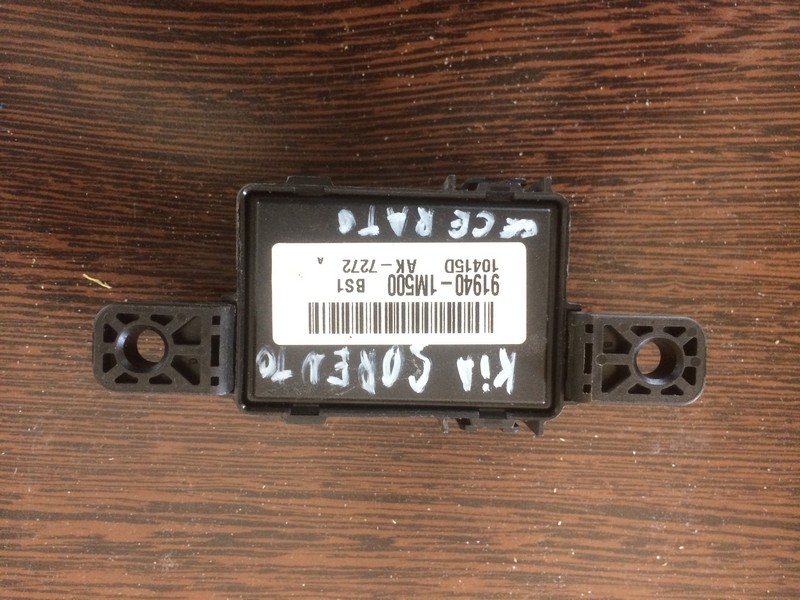 KiA SORENTO
91940-1M500 BS1
10415D AK-7272 A
CERATO